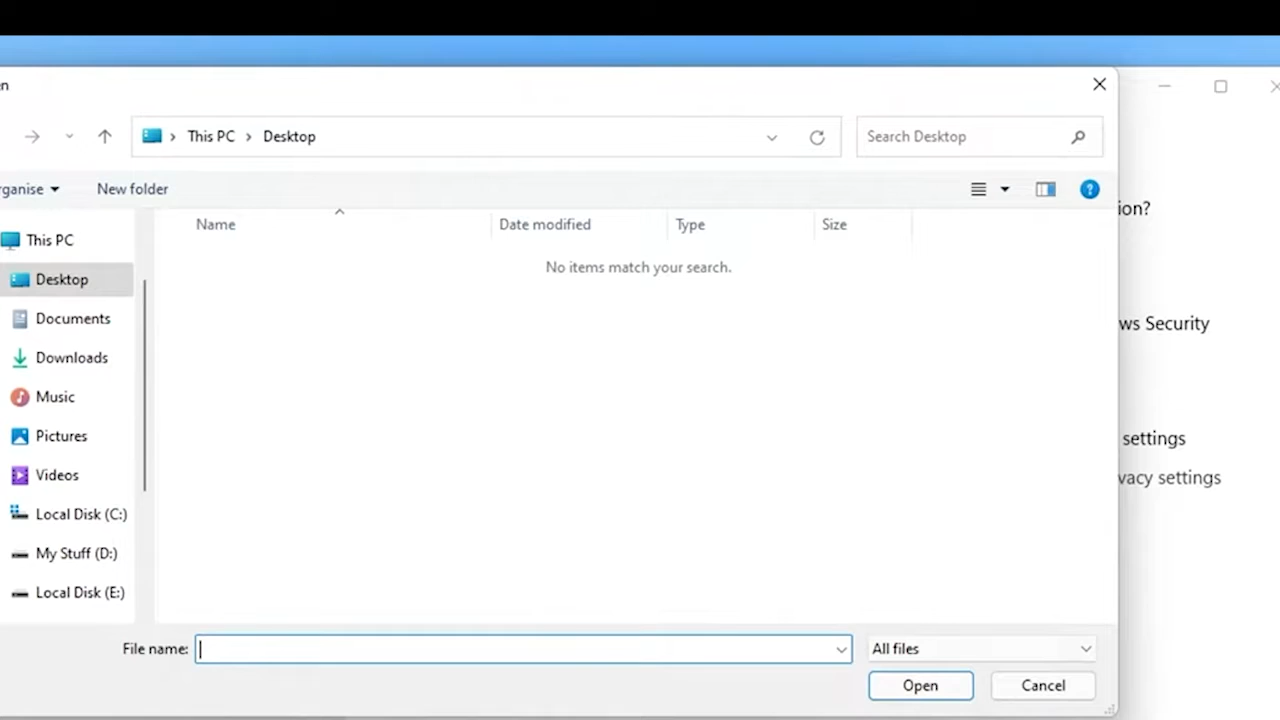 en
This PC > Desktop
Search Desktop
rganise
New folder
?
Name
Date modified
Type
Size
No items match your search.
This PC
Desktop
Documents
Downloads
Music
Pictures
Videos
Local Disk (C:)
My Stuff (D:)
Local Disk (E:)
ion?
ws Security
settings
vacy settings
File name:
All files
Open
Cancel